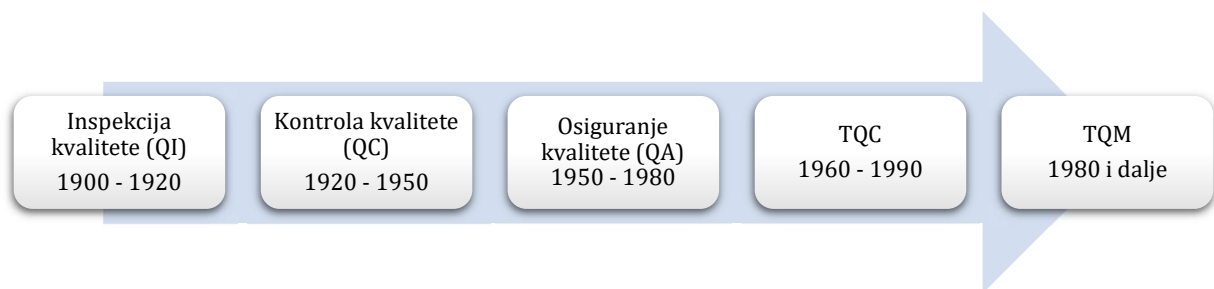 Inspekcija
kvalitete (QI)
1900 - 1920
Kontrola kvalitete
(QC)
1920 - 1950
Osiguranje
kvalitete (QA)
1950 - 1980
TQC
1960 - 1990
TQM
1980 i dalje